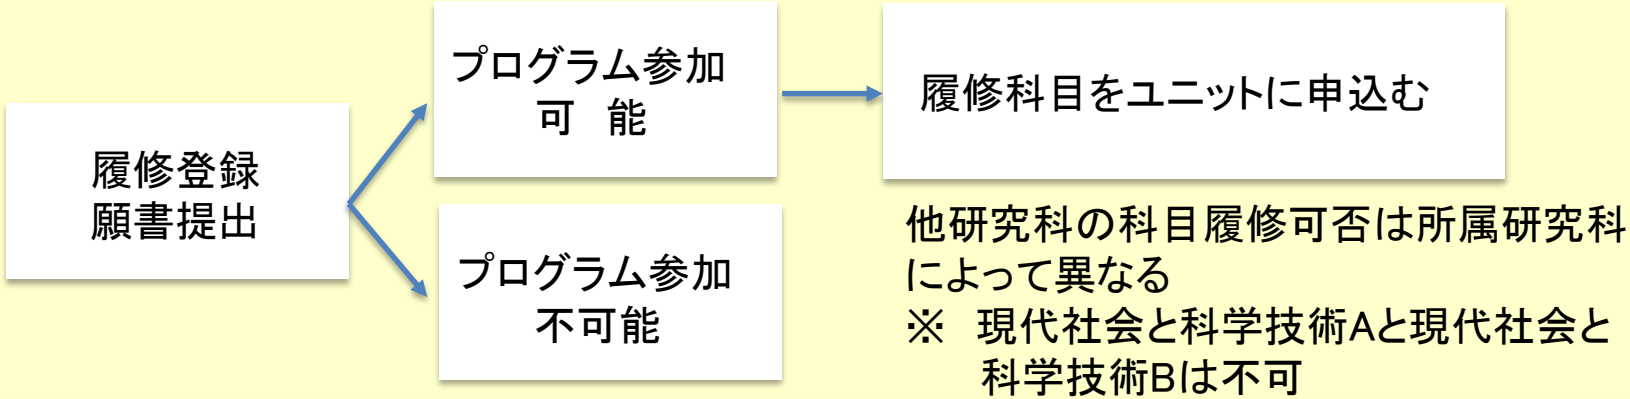 履修登録
願書提出
プログラム参加
可　能
プログラム参加
不可能
履修科目をユニットに申込む
他研究科の科目履修可否は所属研究科
によって異なる
※　現代社会と科学技術Aと現代社会と
科学技術Bは不可